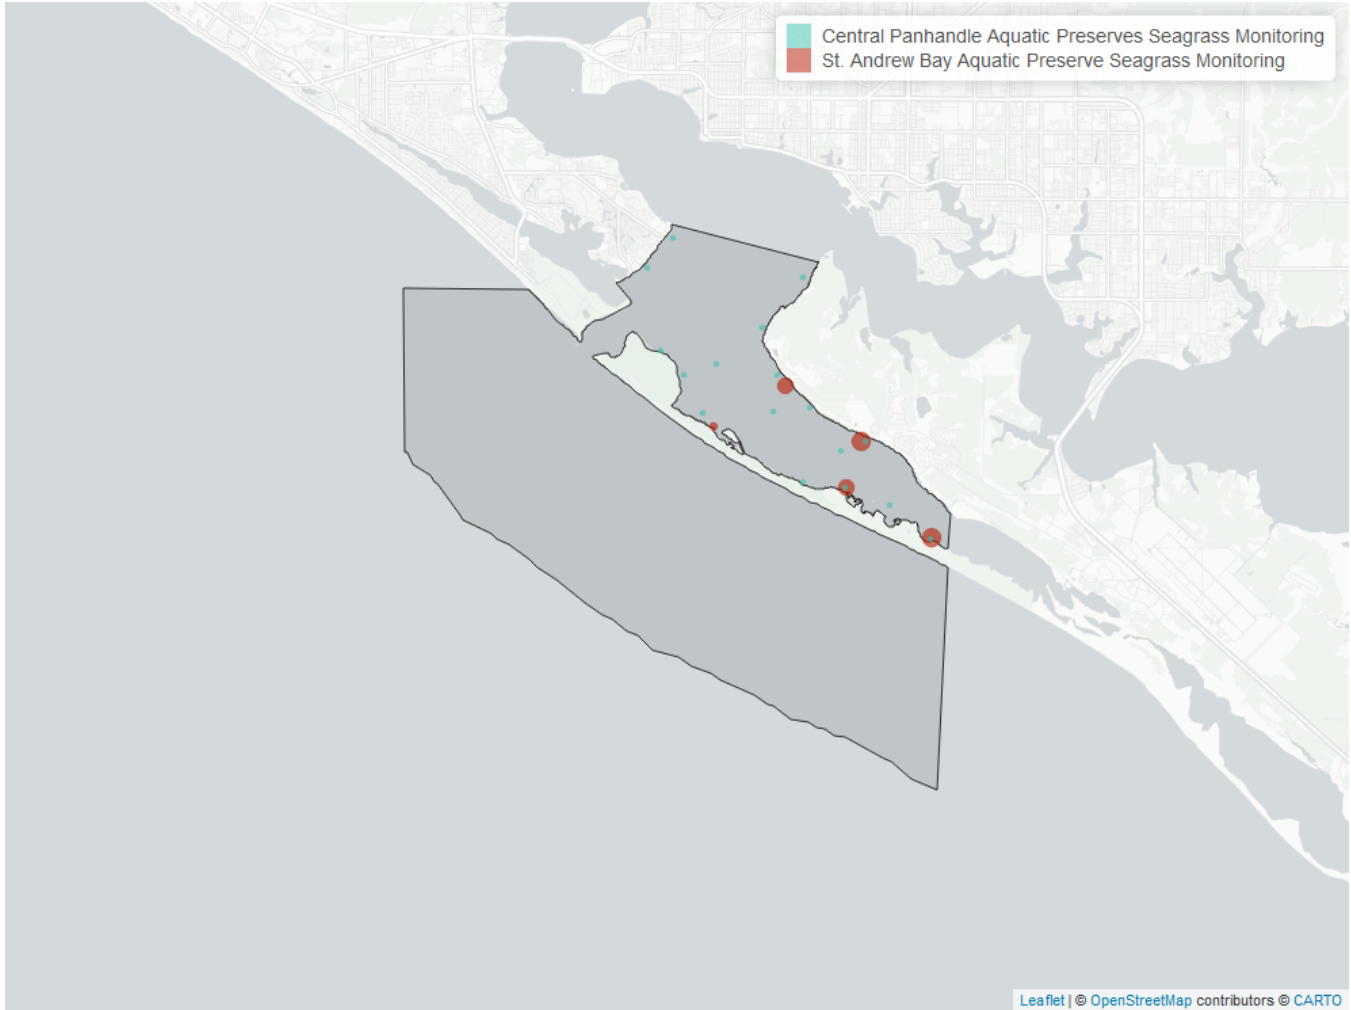 Central Panhandle Aquatic Preserves Seagrass Monitoring
St. Andrew Bay Aquatic Preserve Seagrass Monitoring
Leaflet | © OpenStreetMap contributors © CARTO